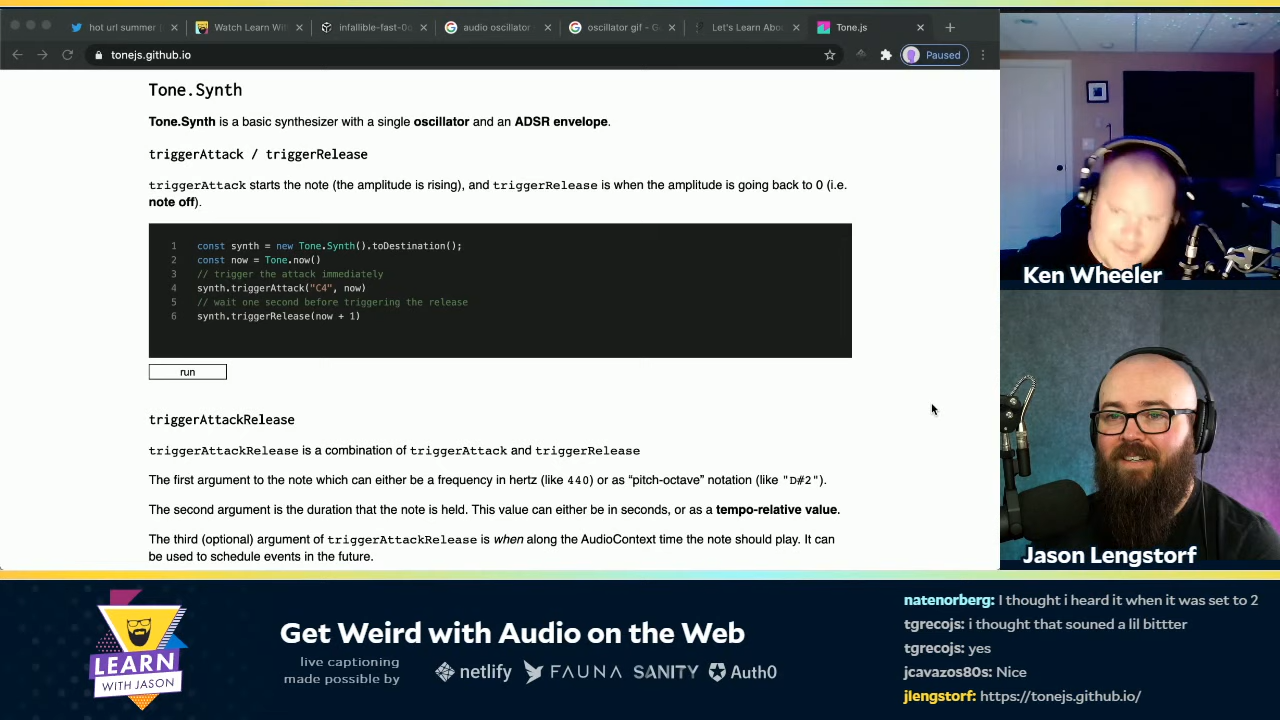 hot url summer
Watch Learn Wit
infallible-fast-0
audio oscillator
oscillator gif - G
Let's Learn Abou
Tone.js
tonejs.github.io
Paused
Tone.Synth
Tone.Synth is a basic synthesizer with a single oscillator and an ADSR envelope.
triggerAttack / triggerRelease
triggerAttack starts the note (the amplitude is rising), and triggerRelease is when the amplitude is going back to 0 (i.e.
note off).
1 const synth = new Tone.Synth().toDestination();
2 const now = Tone.now()
3 // trigger the attack immediately
4 synth.triggerAttack("C4", now)
5 // wait one second before triggering the release
6 synth.triggerRelease(now + 1)
run
triggerAttackRelease
triggerAttackRelease is a combination of triggerAttack and triggerRelease
The first argument to the note which can either be a frequency in hertz (like 440) or as “pitch-octave” notation (like "D#2").
The second argument is the duration that the note is held. This value can either be in seconds, or as a tempo-relative value.
The third (optional) argument of triggerAttackRelease is when along the AudioContext time the note should play. It can
be used to schedule events in the future.
Ken Wheeler
Jason Lengstorf
LEARN
WITH JASON
Get Weird with Audio on the Web
live captioning
made possible by
netlify
FAUNA
SANITY
Auth0
natenorberg: I thought i heard it when it was set to 2
tgrecojs: i thought that souned a lil bittter
tgrecojs: yes
jcavazos80s: Nice
jlengstorf: https://tonejs.github.io/